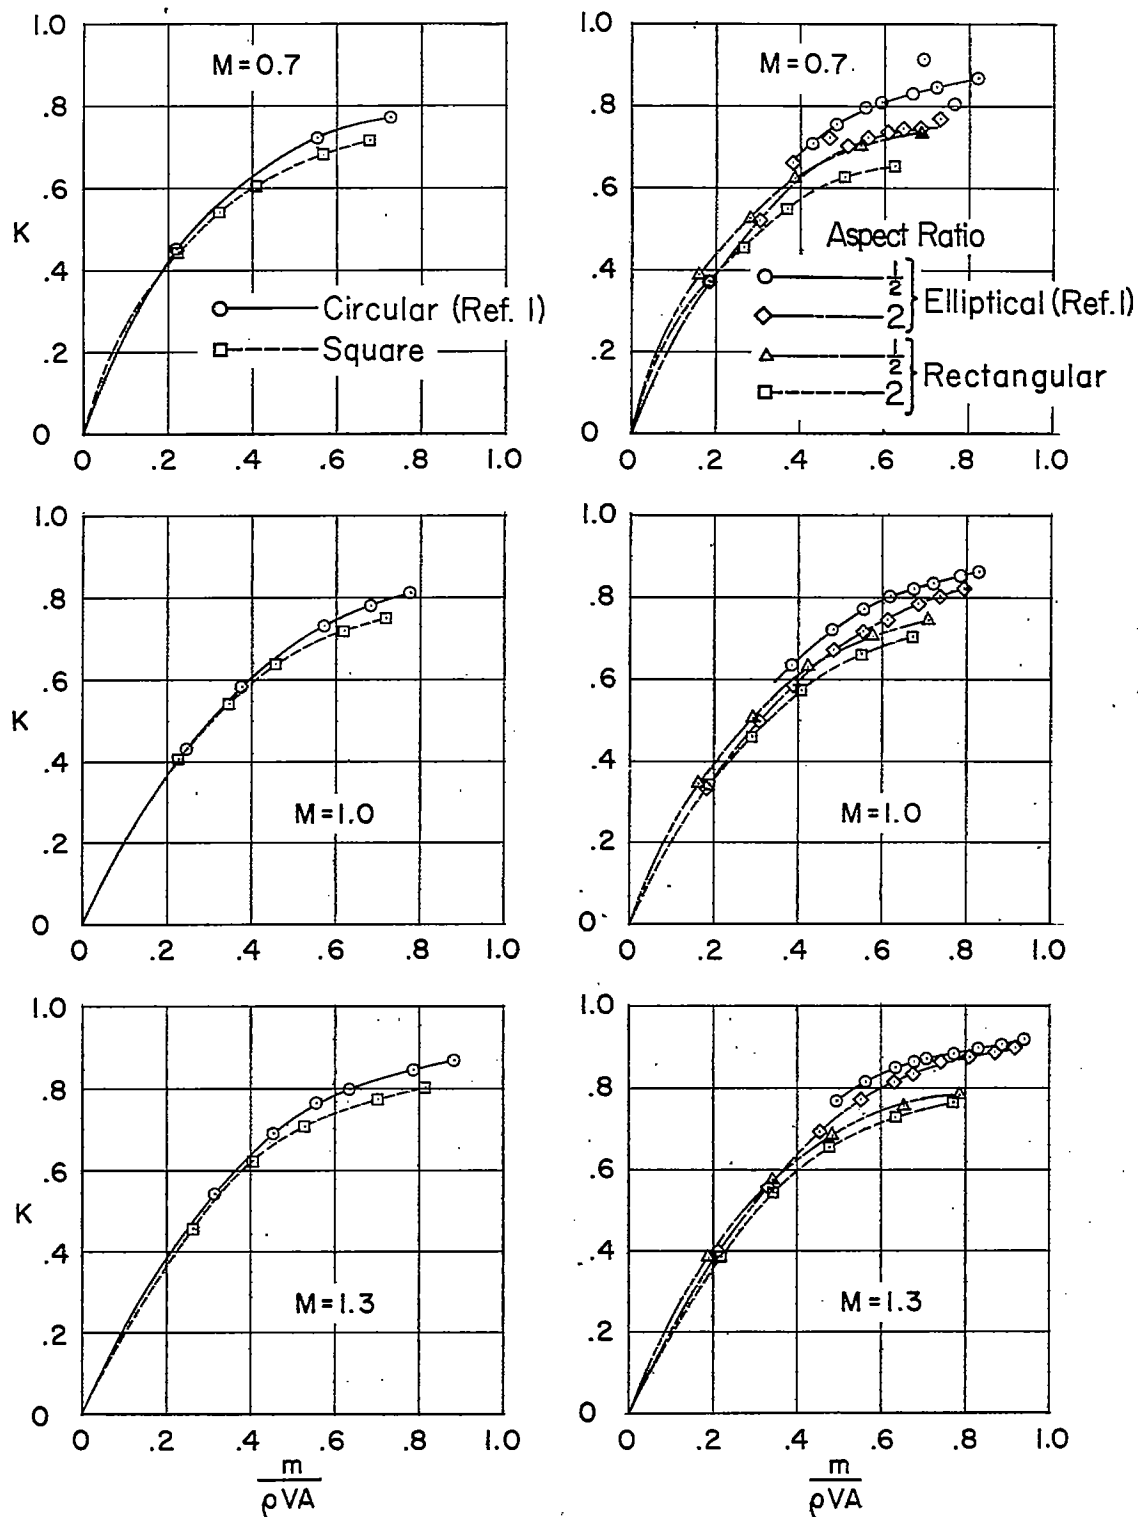 1.0
.8
.6
K
.4
.2
0
M=0.7
Circular (Ref. 1)
Square
0 .2 .4 .6 .8 1.0
1.0
.8
.6
.4
.2
0
M=0.7
Aspect Ratio
1/2
2
Elliptical (Ref. 1)
1/2
2
Rectangular
0 .2 .4 .6 .8 1.0
1.0
.8
.6
K
.4
.2
0
M=1.0
0 .2 .4 .6 .8 1.0
1.0
.8
.6
.4
.2
0
M=1.0
0 .2 .4 .6 .8 1.0
1.0
.8
.6
K
.4
.2
0
M=1.3
0 .2 .4 .6 .8 1.0
m
ρVA
1.0
.8
.6
.4
.2
0
M=1.3
0 .2 .4 .6 .8 1.0
m
ρVA